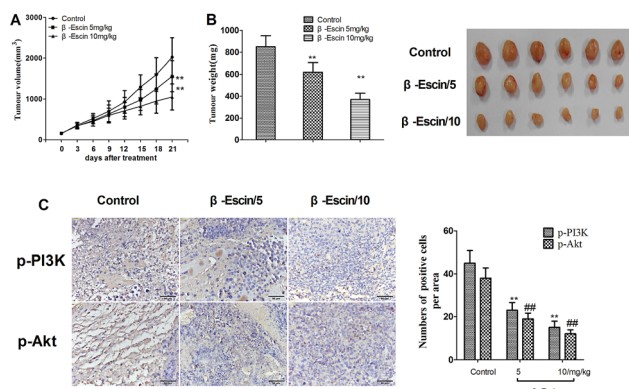 A
Control
β -Escin 5mg/kg
β -Escin 10mg/kg
Tumour volume(mm³)
2000
1000
0
**
**
0 3 6 9 12 15 18 21
days after treatment
B
Control
β -Escin 5mg/kg
β -Escin 10mg/kg
Tumour weight(mg)
1000
800
600
400
200
0
**
**
Control
β -Escin/5
β -Escin/10
C
Control
β -Escin/5
β -Escin/10
p-PI3K
p-Akt
p-PI3K
p-Akt
Numbers of positive cells
per area
60
40
20
0
**
##
**
##
Control
5
10/mg/kg